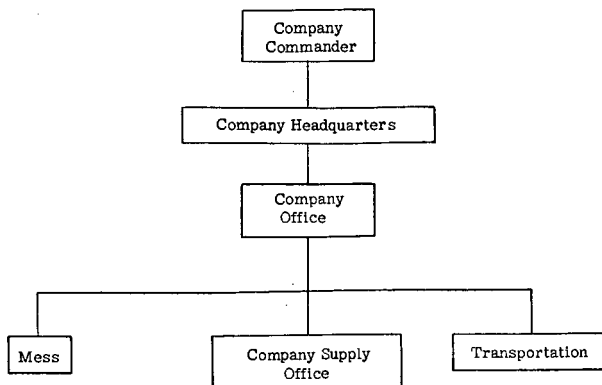 Company
Commander
Company Headquarters
Company
Office
Mess
Company Supply
Office
Transportation